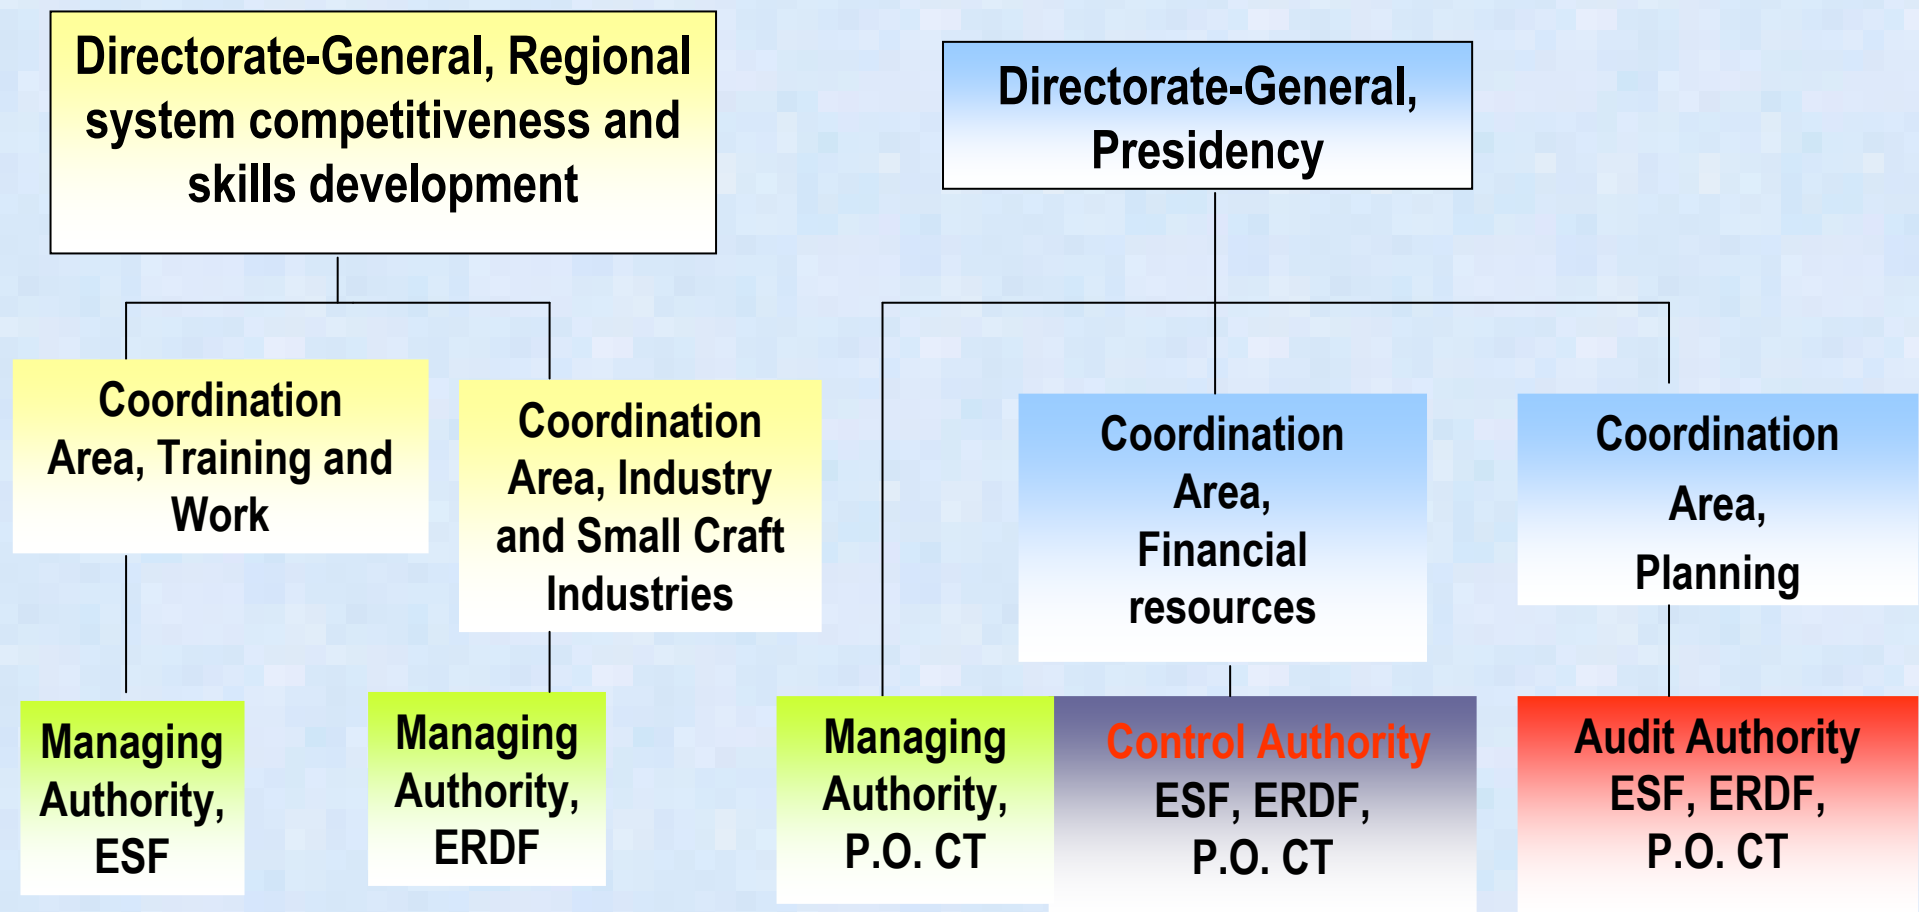 Directorate-General, Regional
system competitiveness and
skills development
Directorate-General,
Presidency
Coordination
Area, Training and
Work
Coordination
Area, Industry
and Small Craft
Industries
Coordination
Area,
Financial
resources
Coordination
Area,
Planning
Managing
Authority,
ESF
Managing
Authority,
ERDF
Managing
Authority,
P.O. CT
Control Authority
ESF, ERDF,
P.O. CT
Audit Authority
ESF, ERDF,
P.O. CT